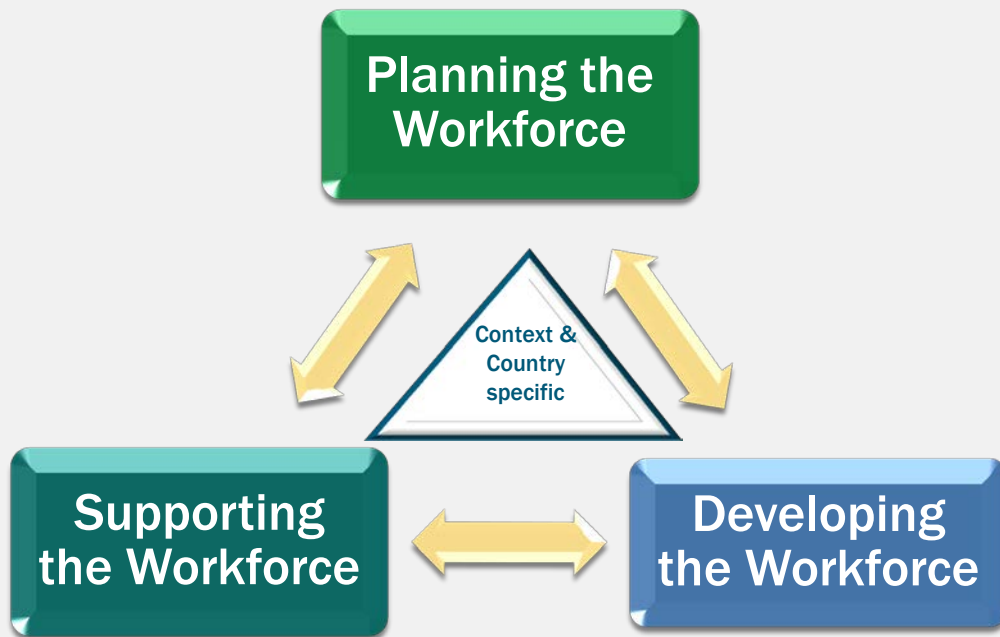 Planning the
Workforce
Context &
Country
specific
Supporting
the Workforce
Developing
the Workforce